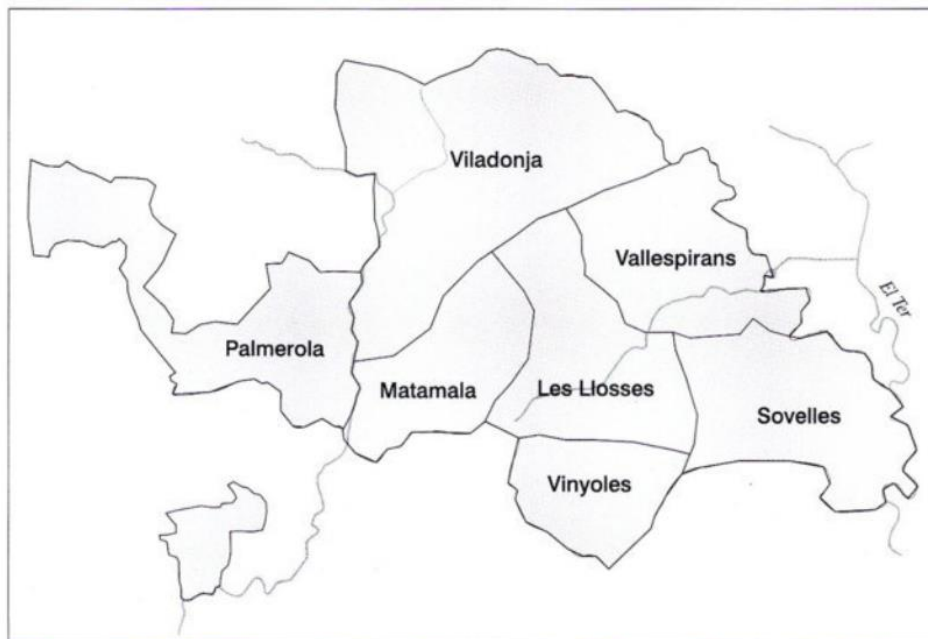 Viladonja
Vallespirans
El Ter
Palmerola
Matamala
Les Llosses
Sovelles
Vinyoles